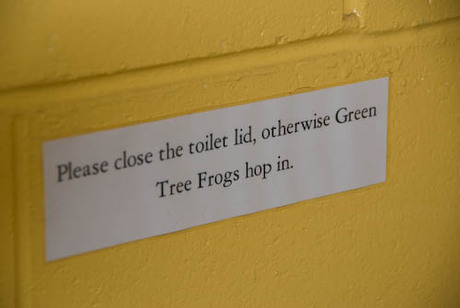 Please close the toilet lid, otherwise Green
Tree Frogs hop in.